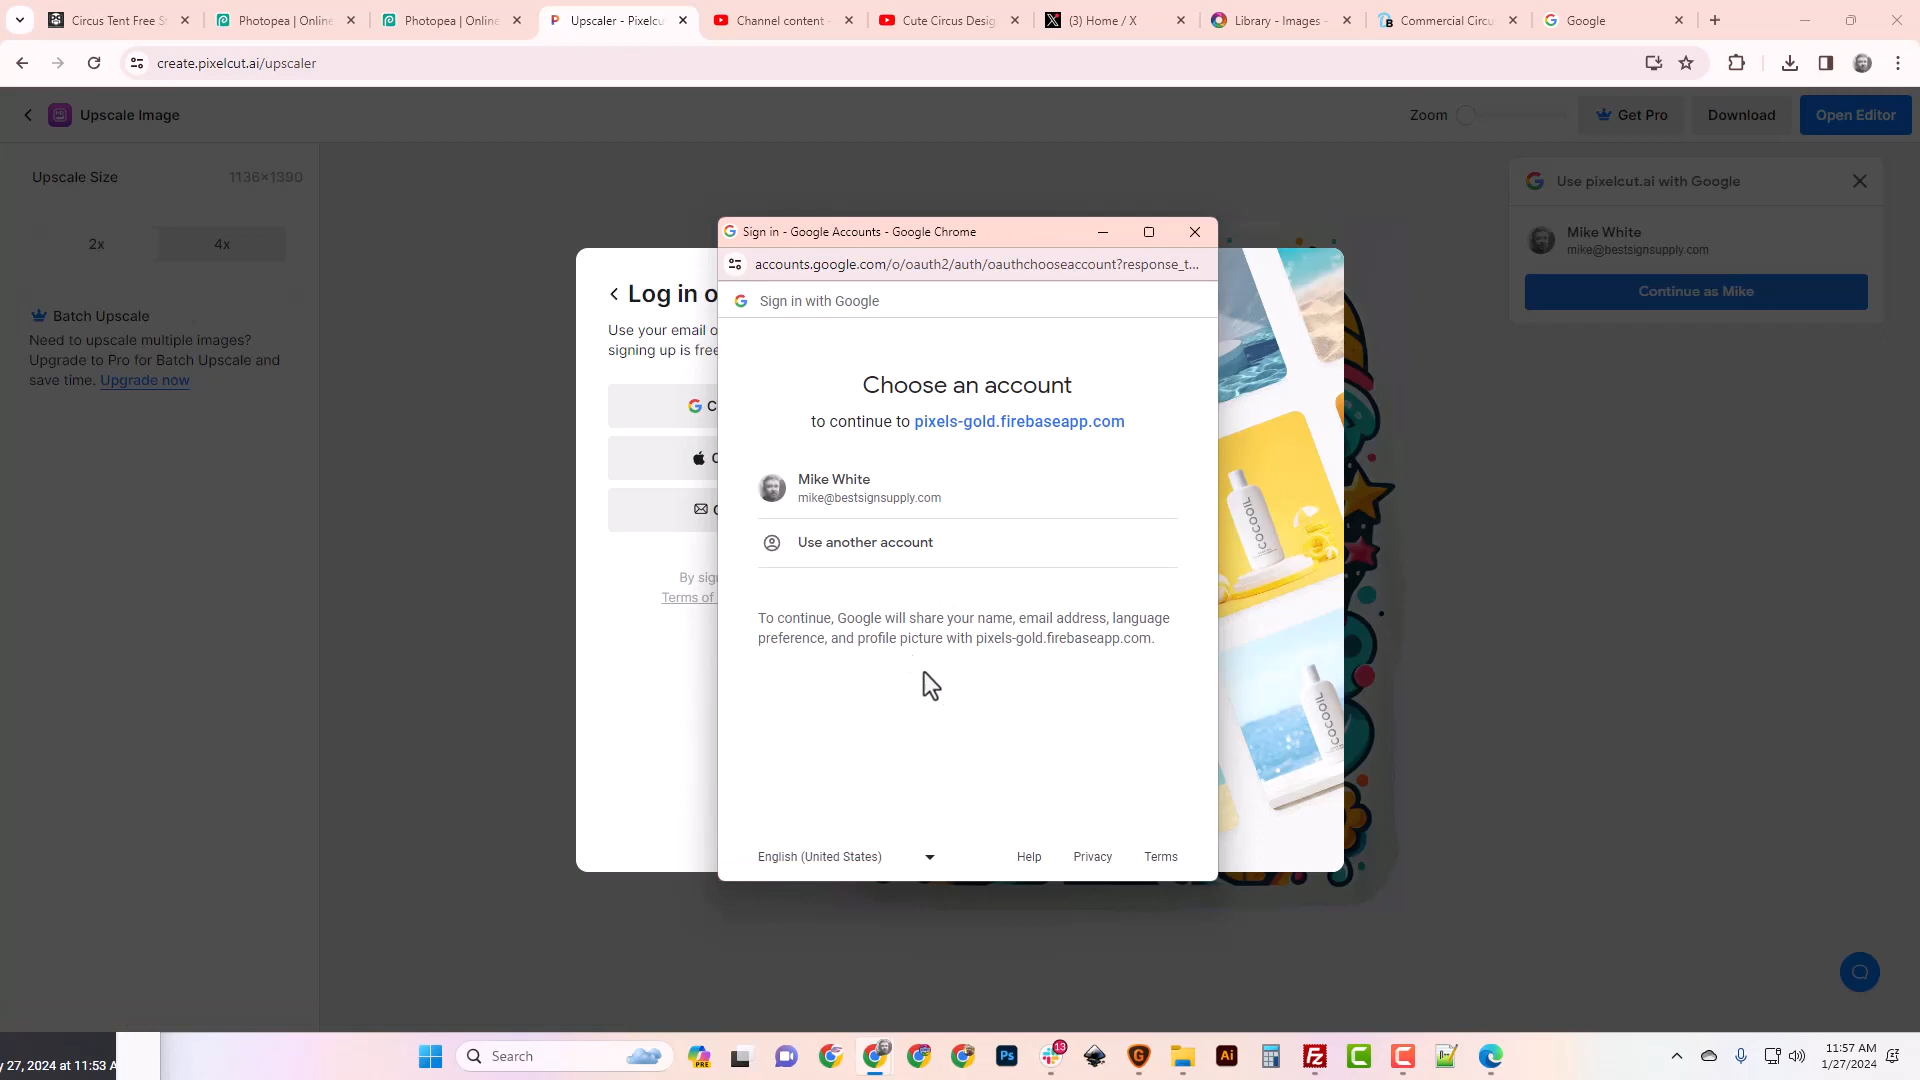 Circus Tent Free S
Photopea | Online
Photopea | Online
Upscaler - Pixelcu
Channel content -
Cute Circus Desig
(3) Home / X
Library - Images -
Commercial Circu
Google
create.pixelcut.ai/upscaler
Upscale Image
Zoom
Get Pro
Download
Open Editor
Upscale Size
1136×1390
2x
4x
Batch Upscale
Need to upscale multiple images?
Upgrade to Pro for Batch Upscale and
save time. Upgrade now
Use pixelcut.ai with Google
Mike White
mike@bestsignsupply.com
Continue as Mike
Log in o
Use your email o
signing up is free
C
C
C
By sig
Terms of
Sign in - Google Accounts - Google Chrome
accounts.google.com/o/oauth2/auth/oauthchooseaccount?response_t...
Sign in with Google
Choose an account
to continue to pixels-gold.firebaseapp.com
Mike White
mike@bestsignsupply.com
Use another account
To continue, Google will share your name, email address, language
preference, and profile picture with pixels-gold.firebaseapp.com.
English (United States)
Help
Privacy
Terms
COCOOIL
COCOOIL
y 27, 2024 at 11:53 A
Search
PRE
Ps
13
Ai
11:57 AM
1/27/2024